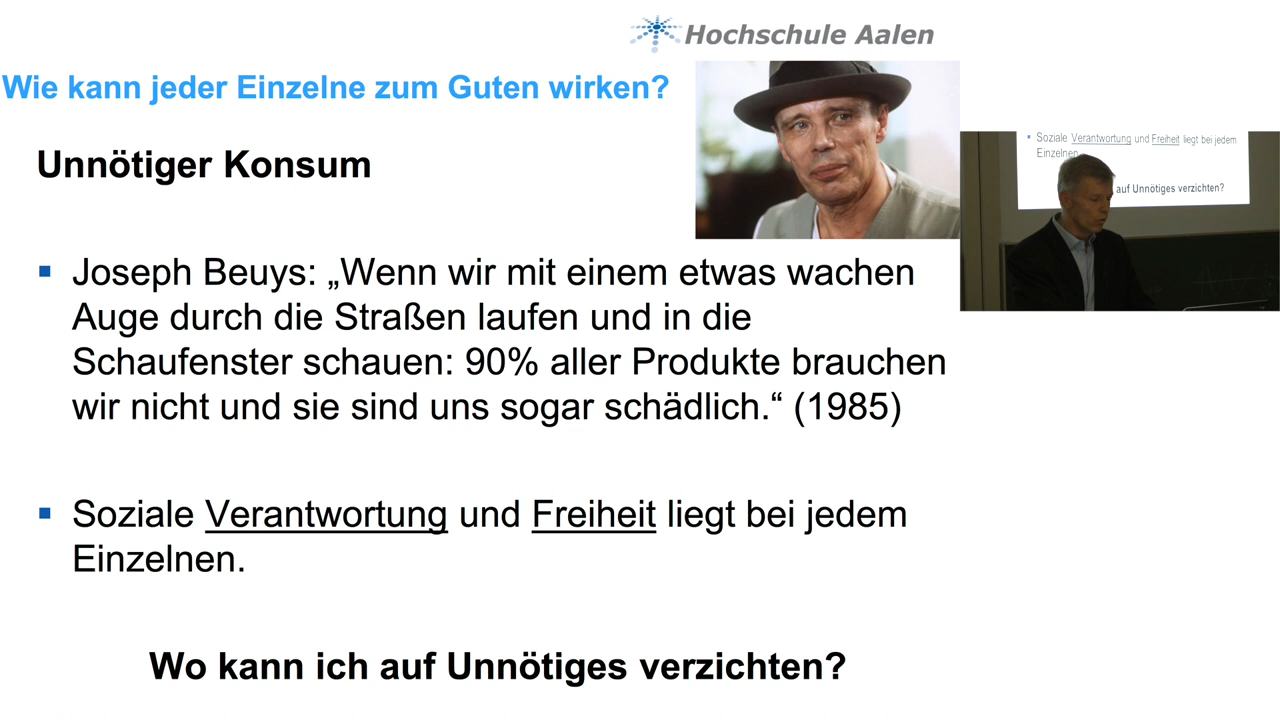 Hochschule Aalen
Wie kann jeder Einzelne zum Guten wirken?
Unnötiger Konsum
▪ Joseph Beuys: „Wenn wir mit einem etwas wachen
Auge durch die Straßen laufen und in die
Schaufenster schauen: 90% aller Produkte brauchen
wir nicht und sie sind uns sogar schädlich.“ (1985)
▪ Soziale Verantwortung und Freiheit liegt bei jedem
Einzelnen.
Wo kann ich auf Unnötiges verzichten?
▪ Soziale Verantwortung und Freiheit liegt bei jedem
Einzelnen.
auf Unnötiges verzichten?